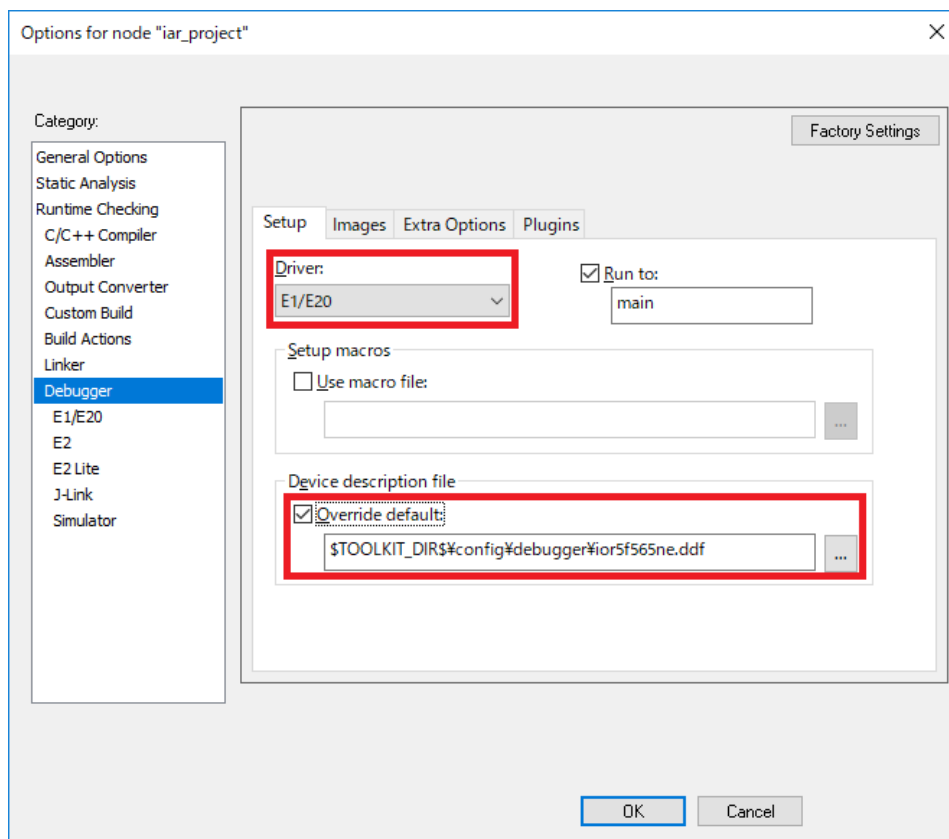 Options for node "iar_project"
Category:
General Options
Static Analysis
Runtime Checking
C/C++ Compiler
Assembler
Output Converter
Custom Build
Build Actions
Linker
Debugger
E1/E20
E2
E2 Lite
J-Link
Simulator
Factory Settings
Setup Images Extra Options Plugins
Driver:
E1/E20
Run to:
main
Setup macros
Use macro file:
...
Device description file
Override default:
$TOOLKIT_DIR$¥config¥debugger¥ior5f565ne.ddf
...
OK Cancel